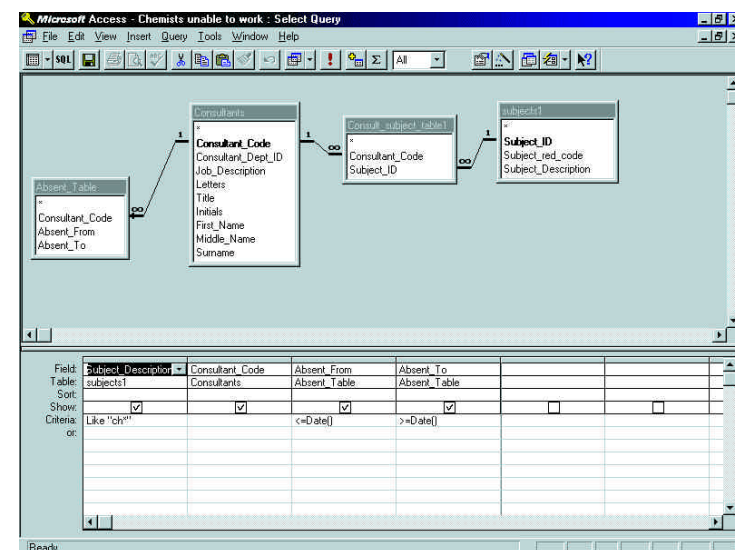 Microsoft Access - Chemists unable to work : Select Query
File Edit View Insert Query Tools Window Help
SQL All
Consultants
*
Consultant_Code
Consultant_Dept_ID
Job_Description
Letters
Title
Initials
First_Name
Middle_Name
Surname
Consult_subject_table1
*
Consultant_Code
Subject_ID
subjects1
*
Subject_ID
Subject_red_code
Subject_Description
Absent_Table
*
Consultant_Code
Absent_From
Absent_To
1 ∞
1 ∞
1 ∞
Field: Subject_Description Consultant_Code Absent_From Absent_To
Table: subjects1 Consultants Absent_Table Absent_Table
Sort:
Show:
Criteria: Like "ch*" <=Date() >=Date()
or:
Ready